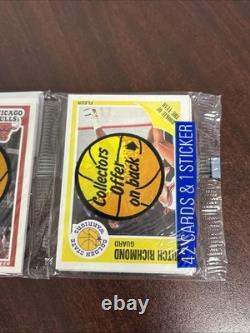 CHICAGO
BULLS
FLEER
Collectors
Offer
on back
GOLDEN STATE
WARRIORS
MITCH RICHMOND
GUARD
42 CARDS & 1 STICKER
ebay